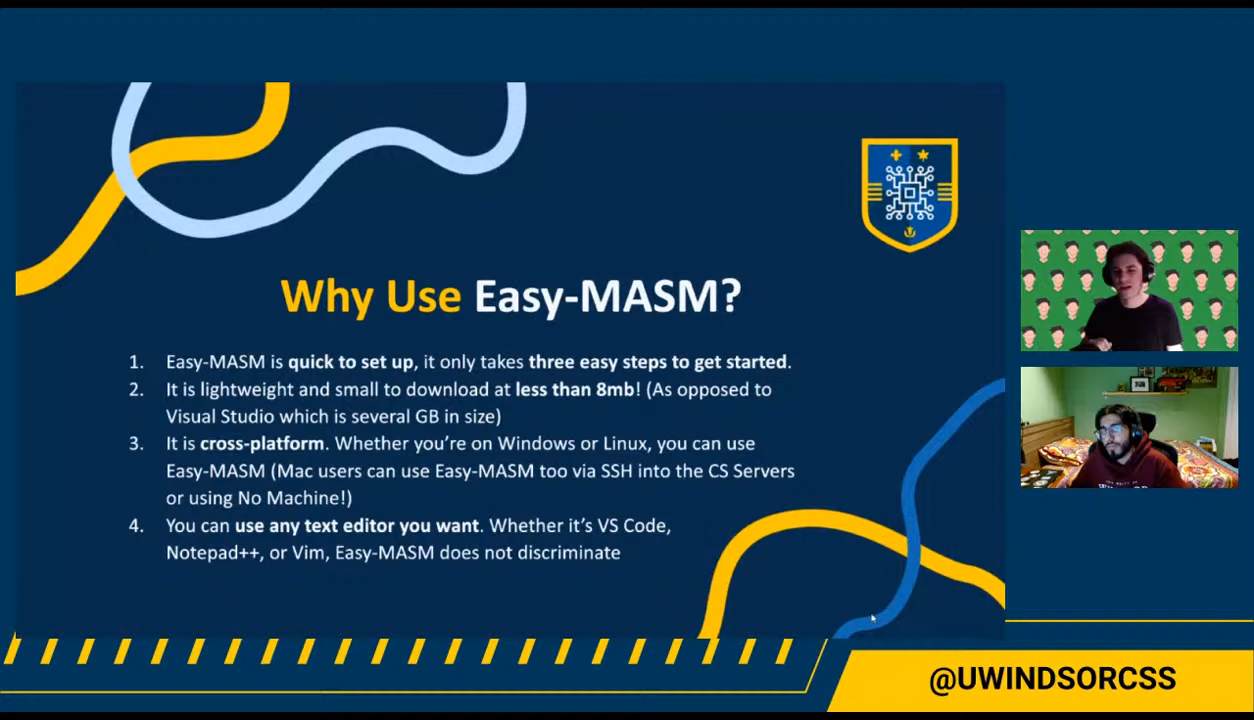 Why Use Easy-MASM?
1. Easy-MASM is quick to set up, it only takes three easy steps to get started.
2. It is lightweight and small to download at less than 8mb! (As opposed to
Visual Studio which is several GB in size)
3. It is cross-platform. Whether you're on Windows or Linux, you can use
Easy-MASM (Mac users can use Easy-MASM too via SSH into the CS Servers
or using No Machine!)
4. You can use any text editor you want. Whether it's VS Code,
Notepad++, or Vim, Easy-MASM does not discriminate
@UWINDSORCSS